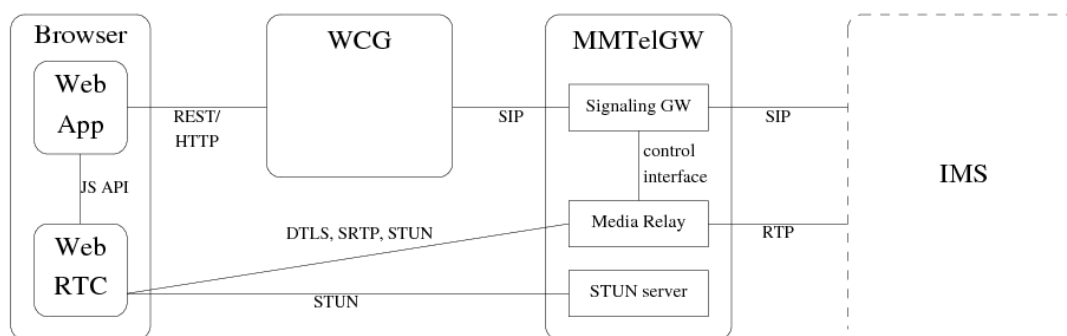 Browser
WCG
MMTelGW
Web
App
REST/
HTTP
SIP
Signaling GW
SIP
JS API
control
interface
IMS
Web
RTC
DTLS, SRTP, STUN
Media Relay
RTP
STUN
STUN server